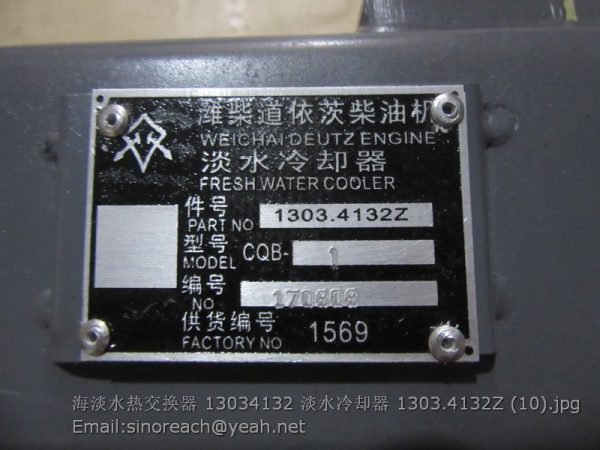 潍柴道依茨柴油机
WEICHAI DEUTZ ENGINE
淡水冷却器
FRESH WATER COOLER
件号
PART NO 1303.4132Z
型号
MODEL CQB- 1
编号
NO
供货编号
FACTORY NO 1569
海淡水热交换器 13034132 淡水冷却器 1303.4132Z (10).jpg
Email:sinoreach@yeah.net